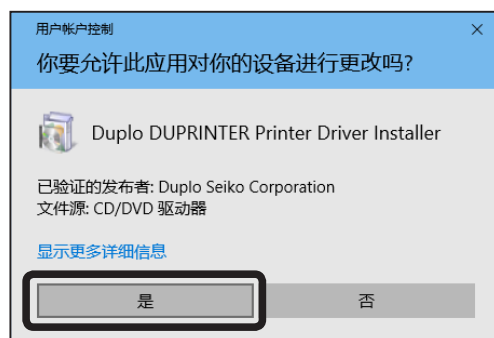 用户帐户控制
你要允许此应用对你的设备进行更改吗?
Duplo DUPRINTER Printer Driver Installer
已验证的发布者: Duplo Seiko Corporation
文件源: CD/DVD 驱动器
显示更多详细信息
是
否